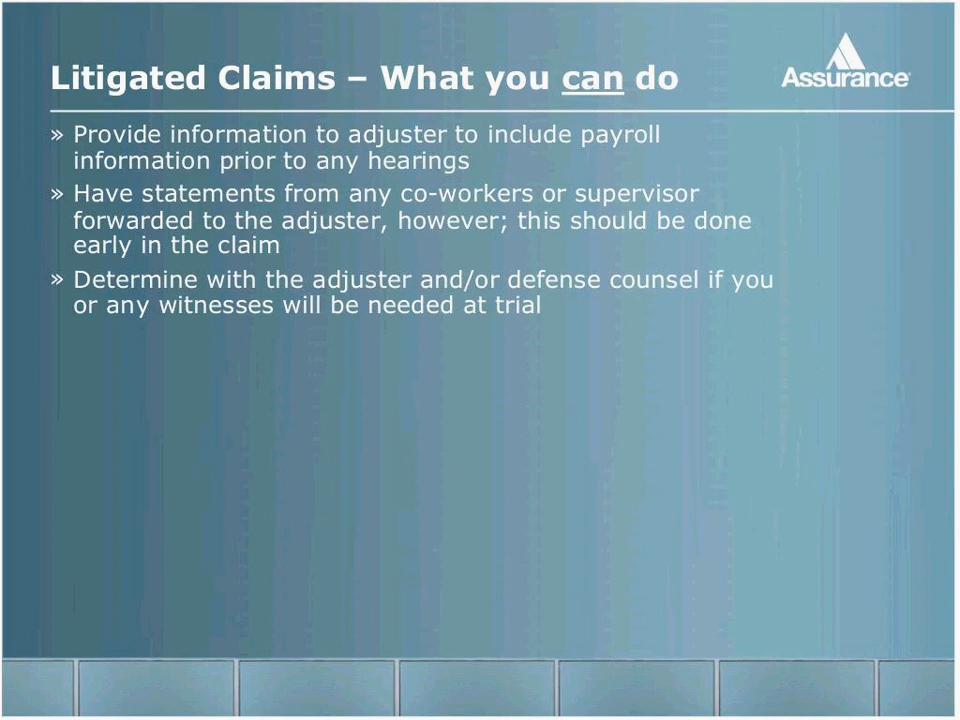 Litigated Claims – What you can do
Assurance
» Provide information to adjuster to include payroll
information prior to any hearings
» Have statements from any co-workers or supervisor
forwarded to the adjuster, however; this should be done
early in the claim
» Determine with the adjuster and/or defense counsel if you
or any witnesses will be needed at trial